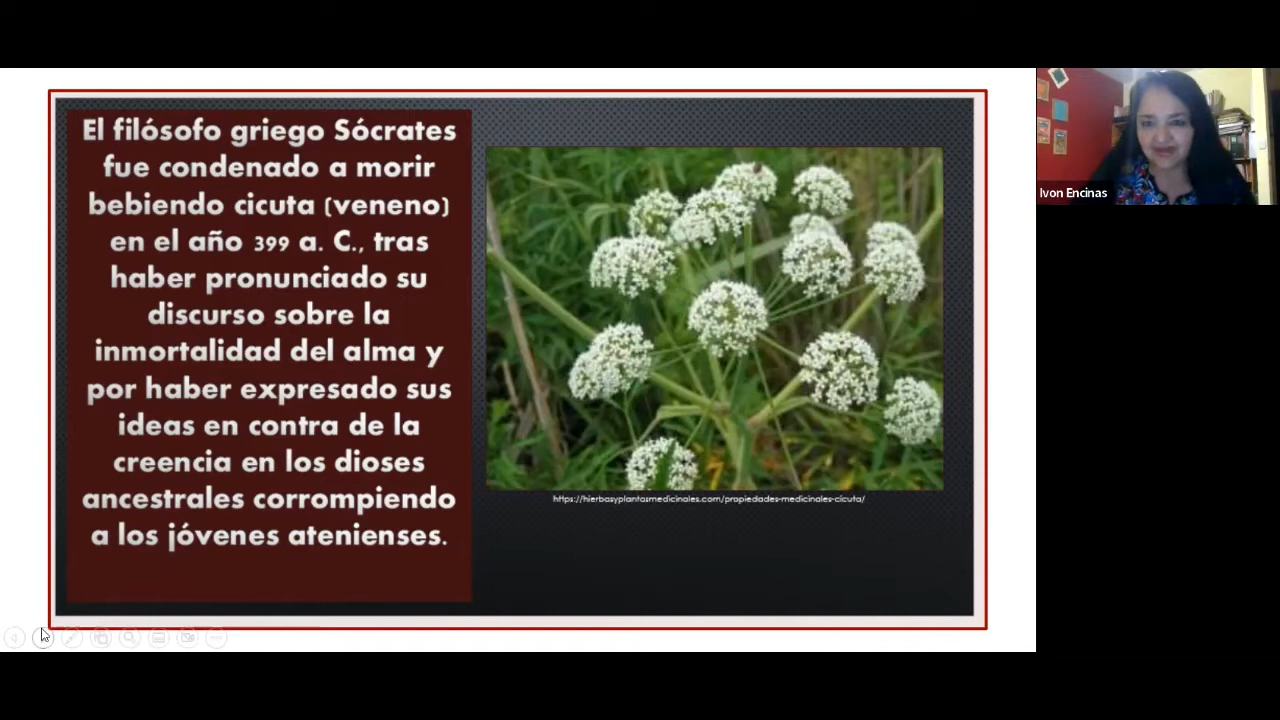 El filósofo griego Sócrates
fue condenado a morir
bebiendo cicuta (veneno)
en el año 399 a. C., tras
haber pronunciado su
discurso sobre la
inmortalidad del alma y
por haber expresado sus
ideas en contra de la
creencia en los dioses
ancestrales corrompiendo
a los jóvenes atenienses.
https://hierbasyplantasmedicinales.com/propiedades-medicinales-cicuta/
Ivon Encinas